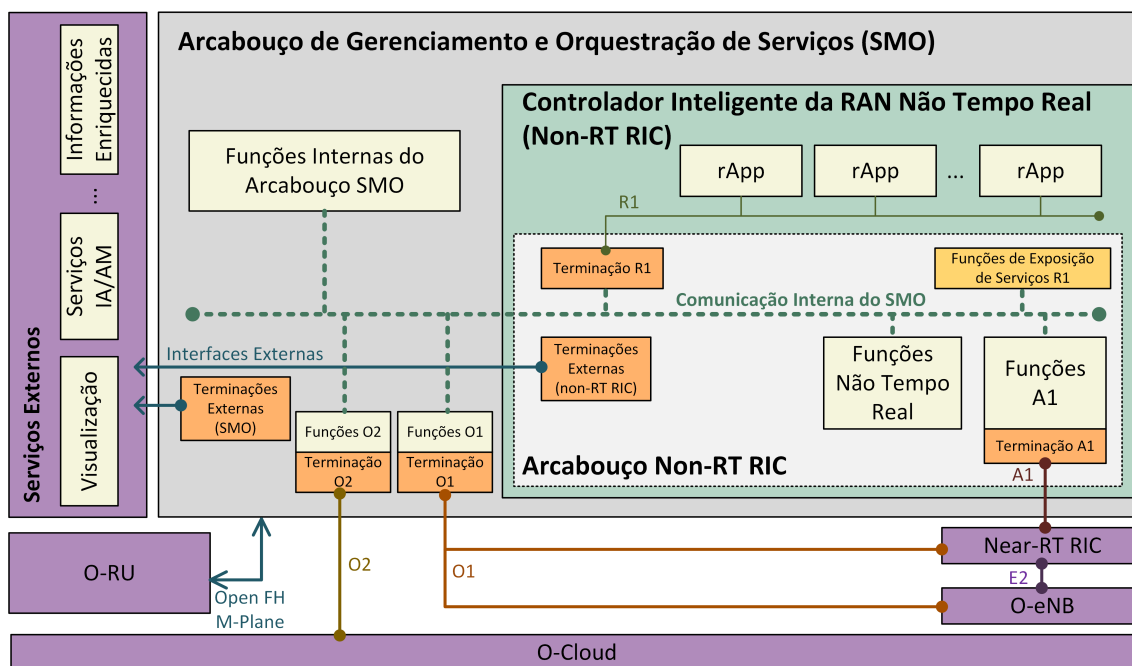 Arcabouço de Gerenciamento e Orquestração de Serviços (SMO)
Serviços Externos
Informações
Enriquecidas
...
Serviços
IA/AM
Visualização
Controlador Inteligente da RAN Não Tempo Real
(Non-RT RIC)
Funções Internas do
Arcabouço SMO
rApp
rApp
...
rApp
R1
Terminação R1
Funções de Exposição
de Serviços R1
Comunicação Interna do SMO
Interfaces Externas
Terminações
Externas
(SMO)
Terminações
Externas
(non-RT RIC)
Funções
Não Tempo
Real
Funções
A1
Terminação A1
Funções O2
Terminação
O2
Funções O1
Terminação
O1
Arcabouço Non-RT RIC
A1
O-RU
Open FH
M-Plane
O2
O1
Near-RT RIC
E2
O-eNB
O-Cloud